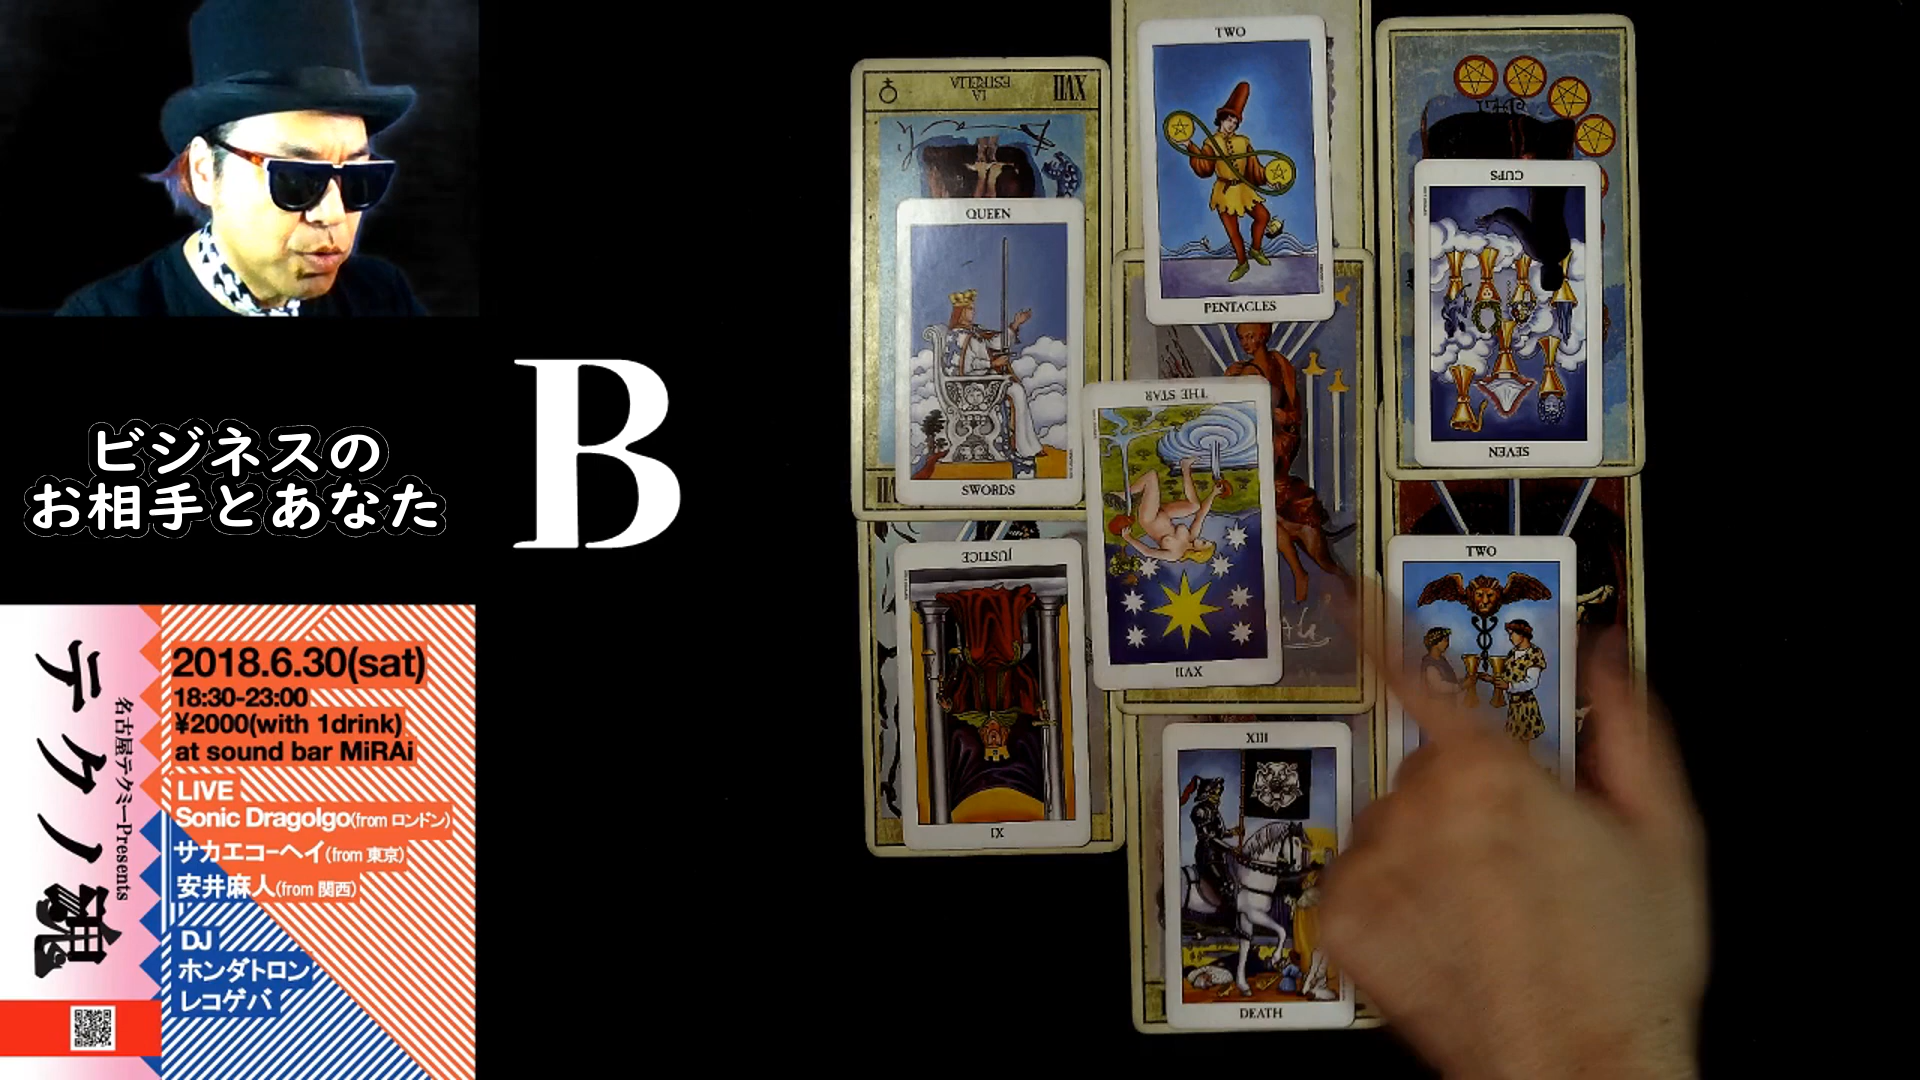 ビジネスの
お相手とあなた
B
テクノ魂
名古屋テクミーPresents
2018.6.30(sat)
18:30-23:00
¥2000(with 1drink)
at sound bar MiRAi
LIVE
Sonic Dragolgo(from ロンドン)
サカエコーヘイ(from 東京)
安井麻人(from 関西)
DJ
ホンダトロン
レコゲバ
LA
ESTRELLA
XVII
QUEEN
SWORDS
TWO
PENTACLES
CUPS
SEVEN
THE STAR
XVII
JUSTICE
XI
TWO
XIII
DEATH